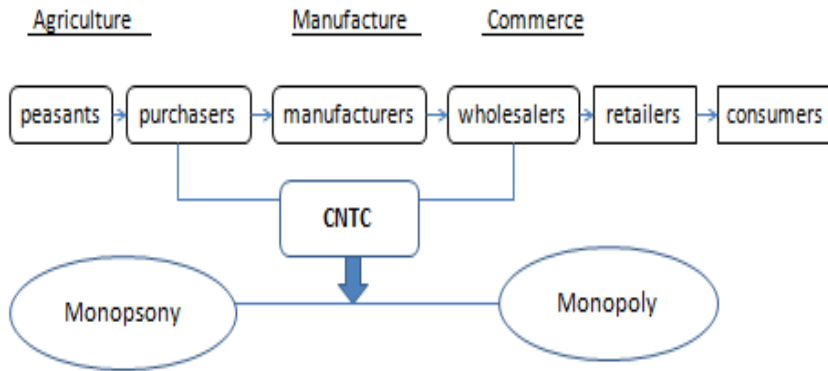 Agriculture Manufacture Commerce
peasants purchasers manufacturers wholesalers retailers consumers
CNTC
Monopsony Monopoly